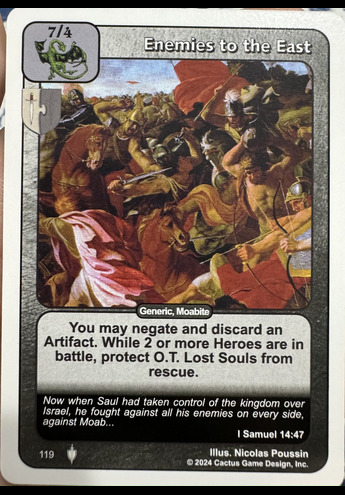 7/4
Enemies to the East
Generic, Moabite
You may negate and discard an
Artifact. While 2 or more Heroes are in
battle, protect O.T. Lost Souls from
rescue.
Now when Saul had taken control of the kingdom over
Israel, he fought against all his enemies on every side,
against Moab...
I Samuel 14:47
119
Illus. Nicolas Poussin
© 2024 Cactus Game Design, Inc.